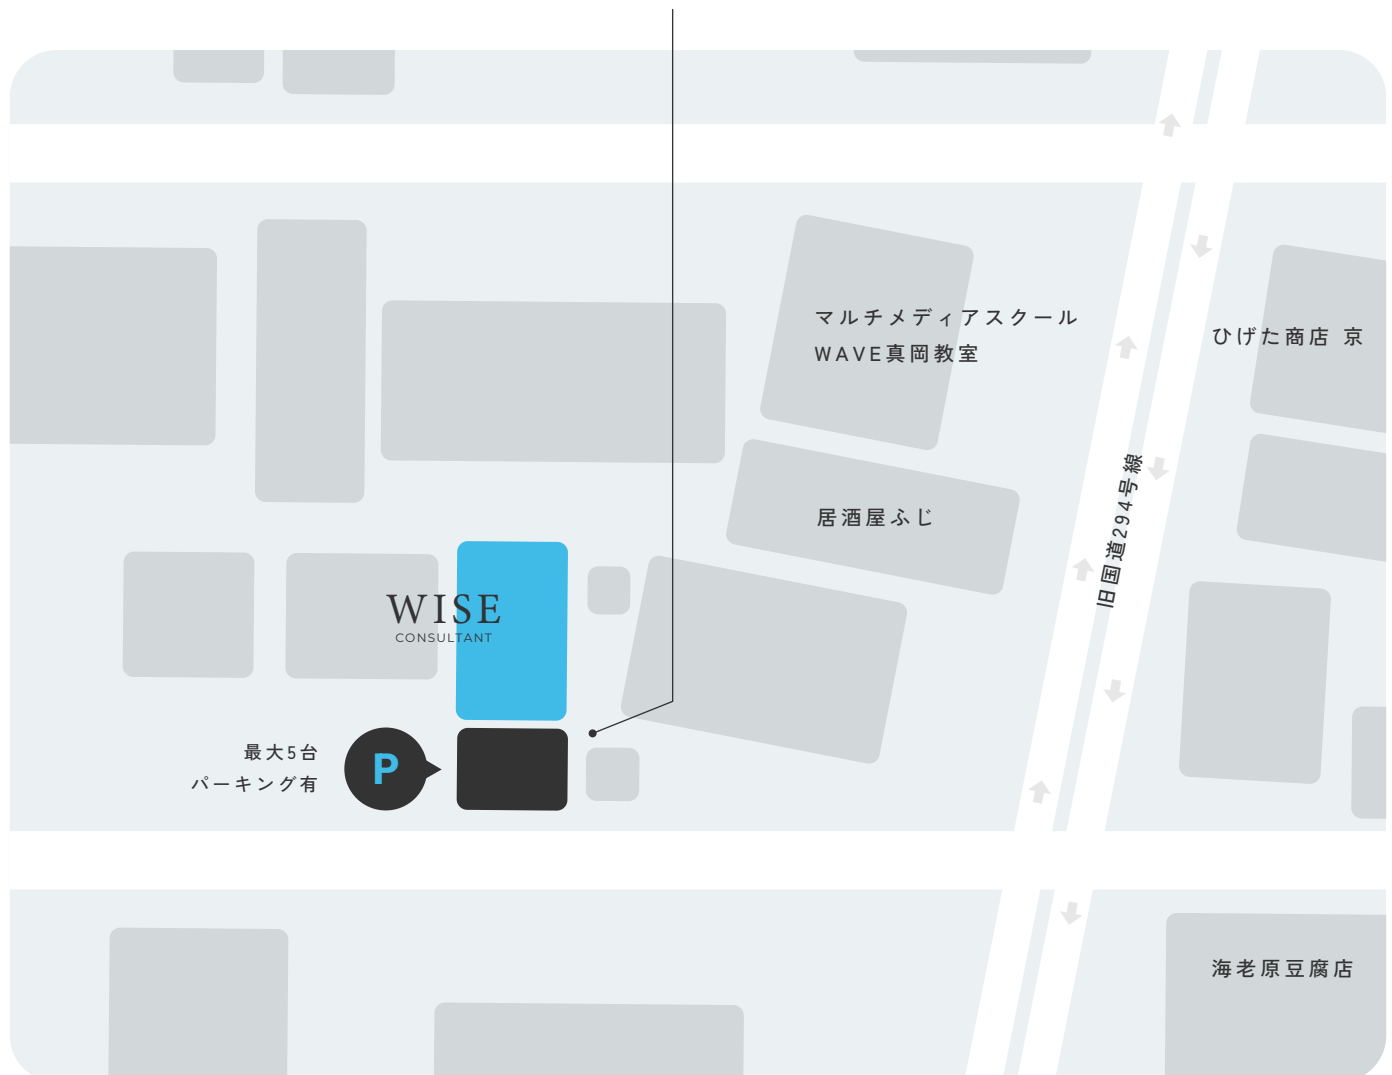 マルチメディアスクール
WAVE真岡教室
ひげた商店 京
居酒屋ふじ
旧国道294号線
WISE
CONSULTANT
最大5台
パーキング有
P
海老原豆腐店